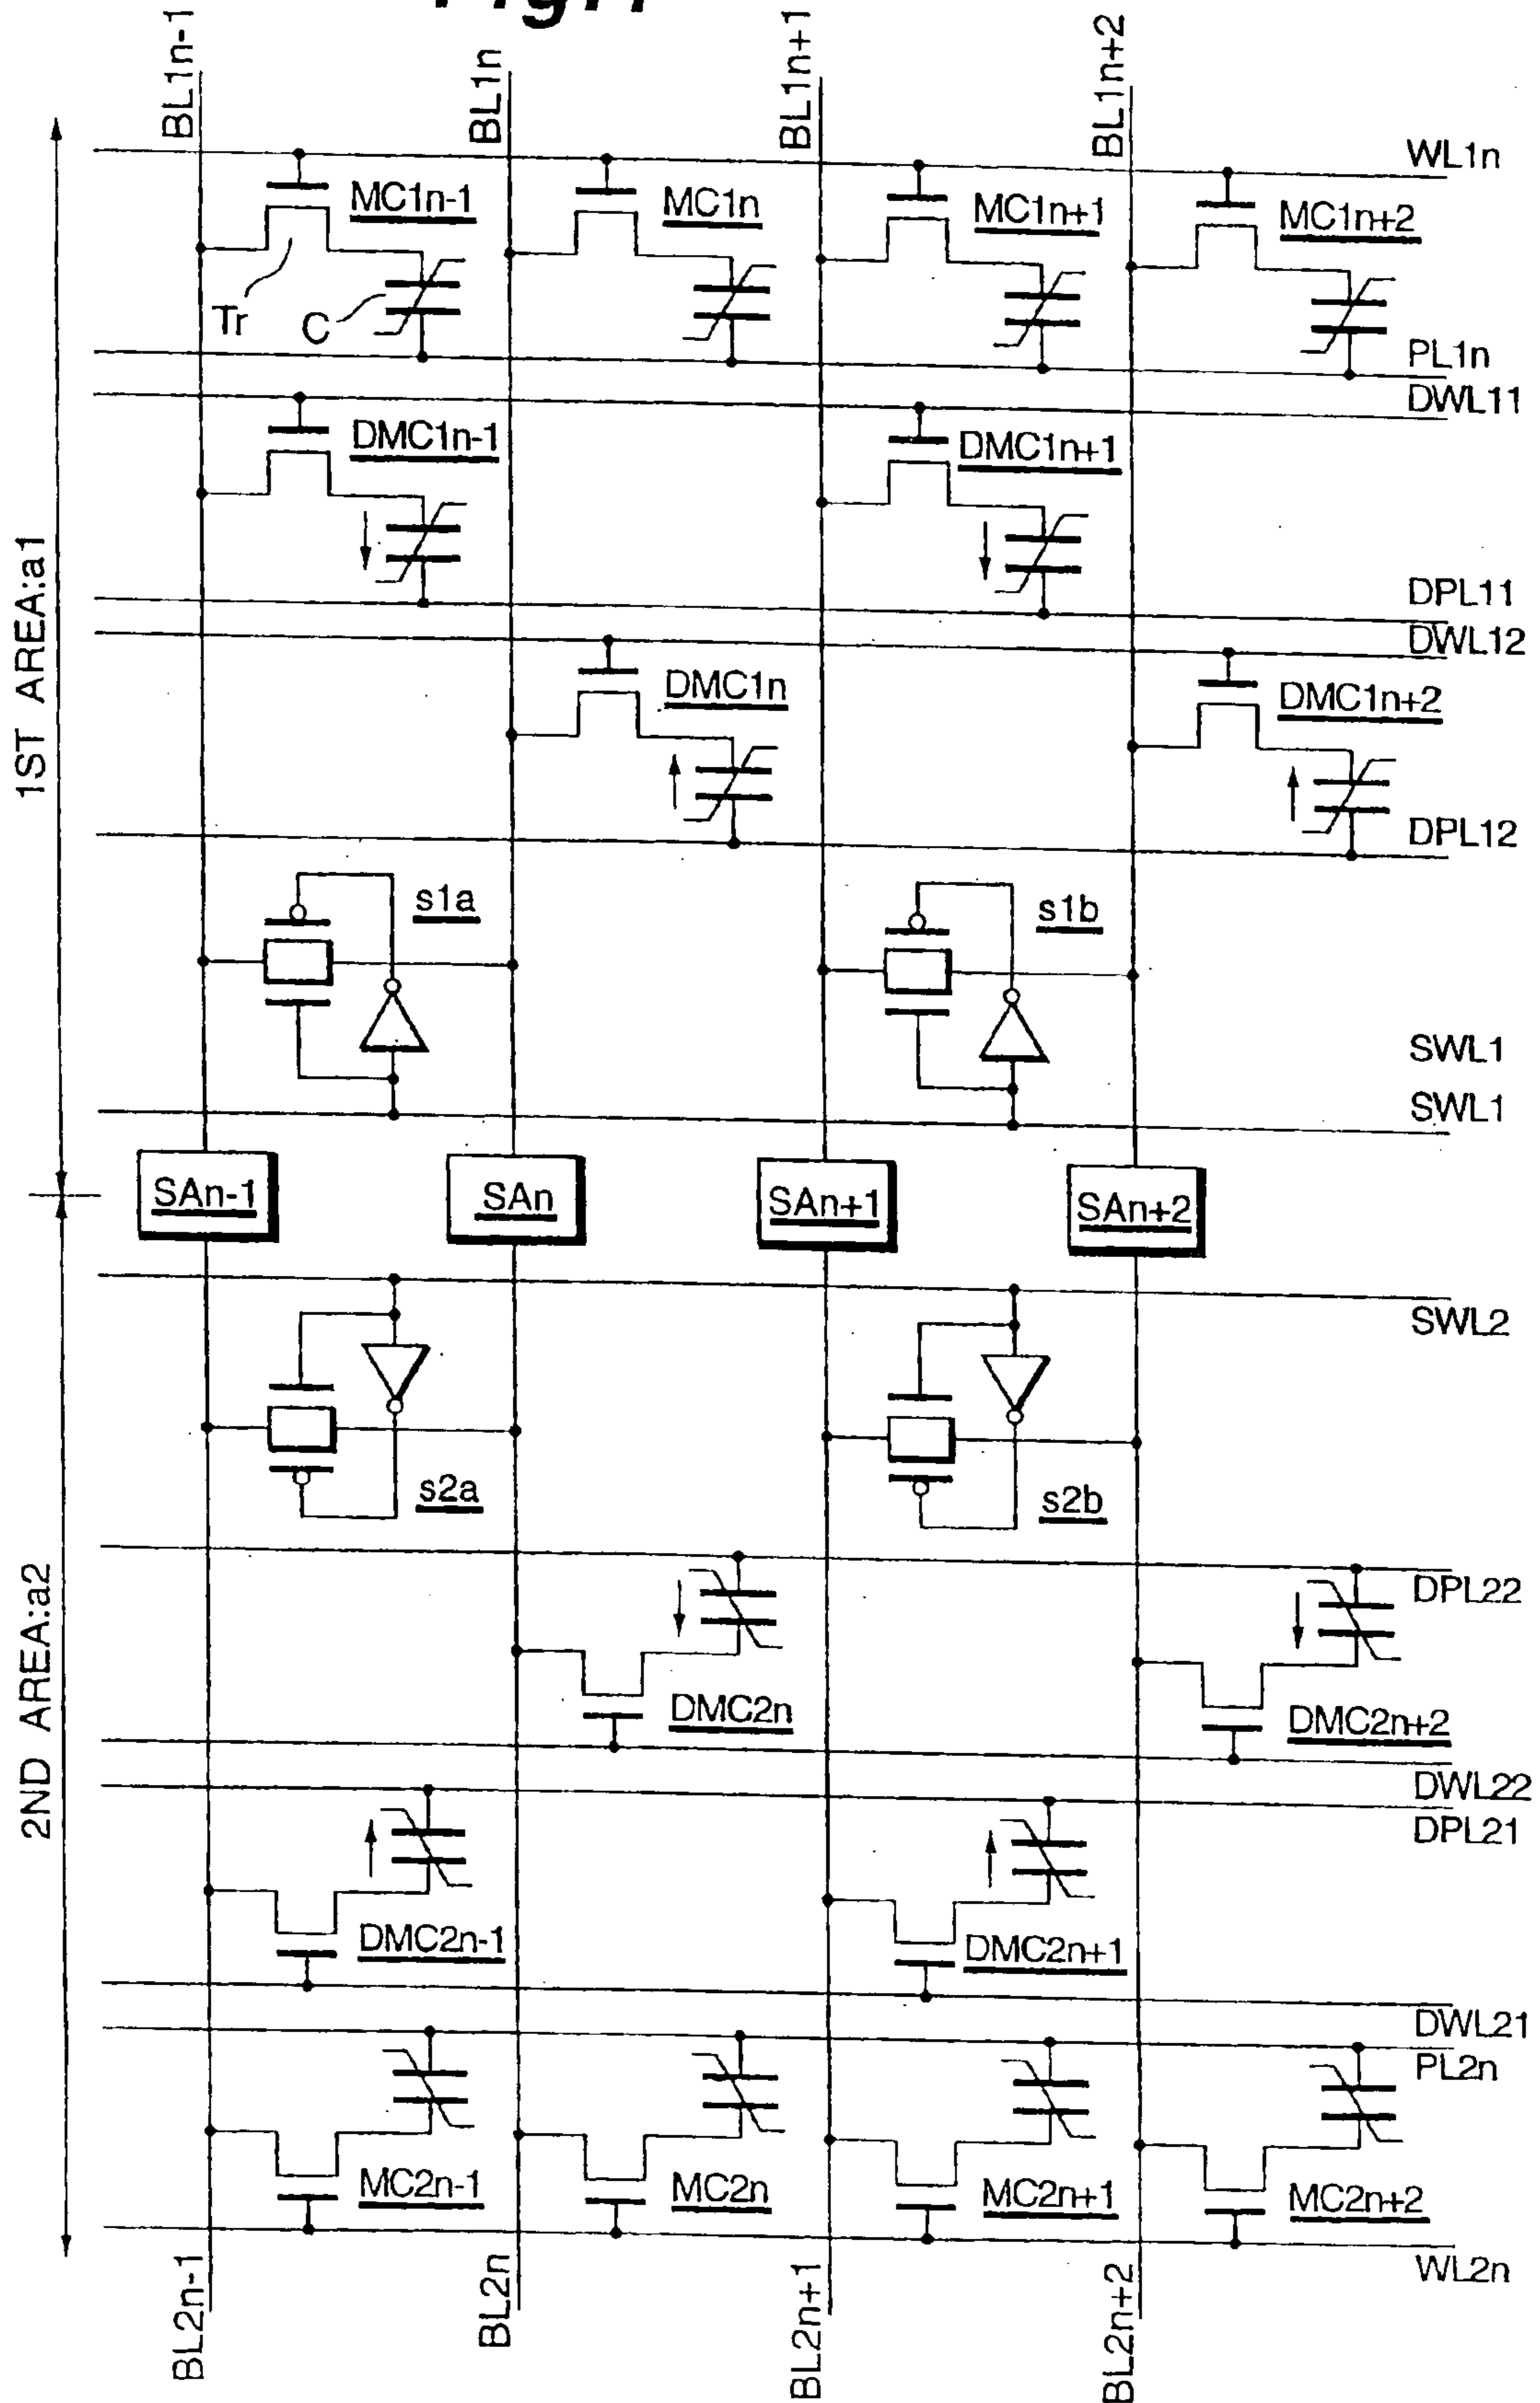 BL1n-1
BL1n
BL1n+1
BL1n+2
WL1n
MC1n-1
MC1n
MC1n+1
MC1n+2
Tr
C
PL1n
DWL11
DMC1n-1
DMC1n+1
DPL11
DWL12
DMC1n
DMC1n+2
DPL12
1ST AREA:a1
s1a
s1b
SWL1
SWL1
SAn-1
SAn
SAn+1
SAn+2
SWL2
s2a
s2b
2ND AREA:a2
DPL22
DMC2n
DMC2n+2
DWL22
DPL21
DMC2n-1
DMC2n+1
DWL21
PL2n
MC2n-1
MC2n
MC2n+1
MC2n+2
WL2n
BL2n-1
BL2n
BL2n+1
BL2n+2